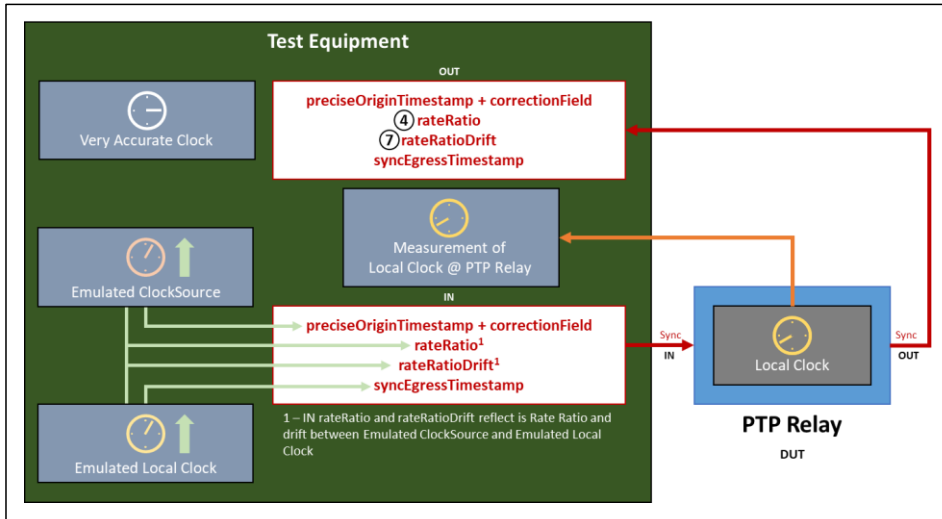 Test Equipment
OUT
preciseOriginTimestamp + correctionField
4 rateRatio
7 rateRatioDrift
syncEgressTimestamp
Very Accurate Clock
Measurement of
Local Clock @ PTP Relay
Emulated ClockSource
IN
preciseOriginTimestamp + correctionField
rateRatio¹
rateRatioDrift¹
syncEgressTimestamp
Sync
IN
Local Clock
Sync
OUT
1 – IN rateRatio and rateRatioDrift reflect is Rate Ratio and
drift between Emulated ClockSource and Emulated Local
Clock
Emulated Local Clock
PTP Relay
DUT